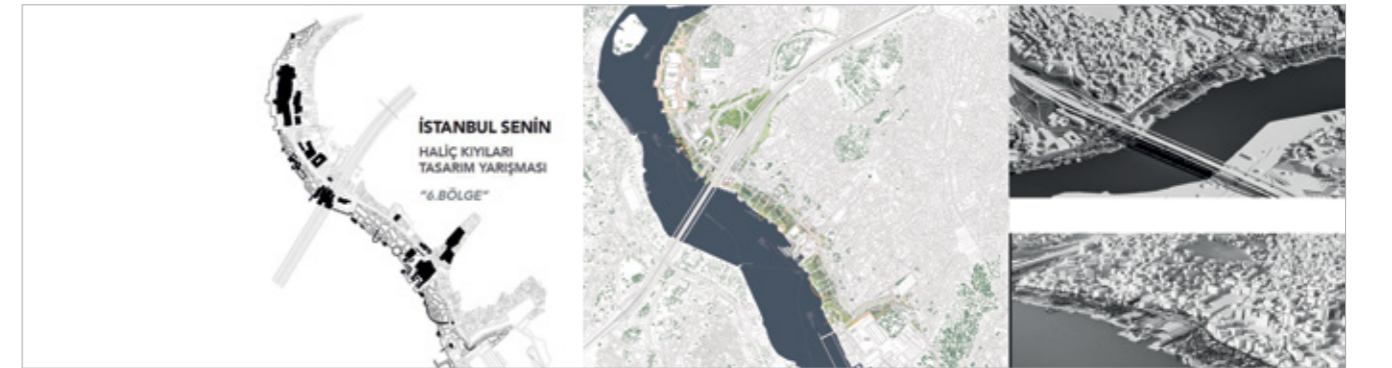 İSTANBUL SENİN
HALİÇ KIYILARI
TASARIM YARIŞMASI
"6.BÖLGE"